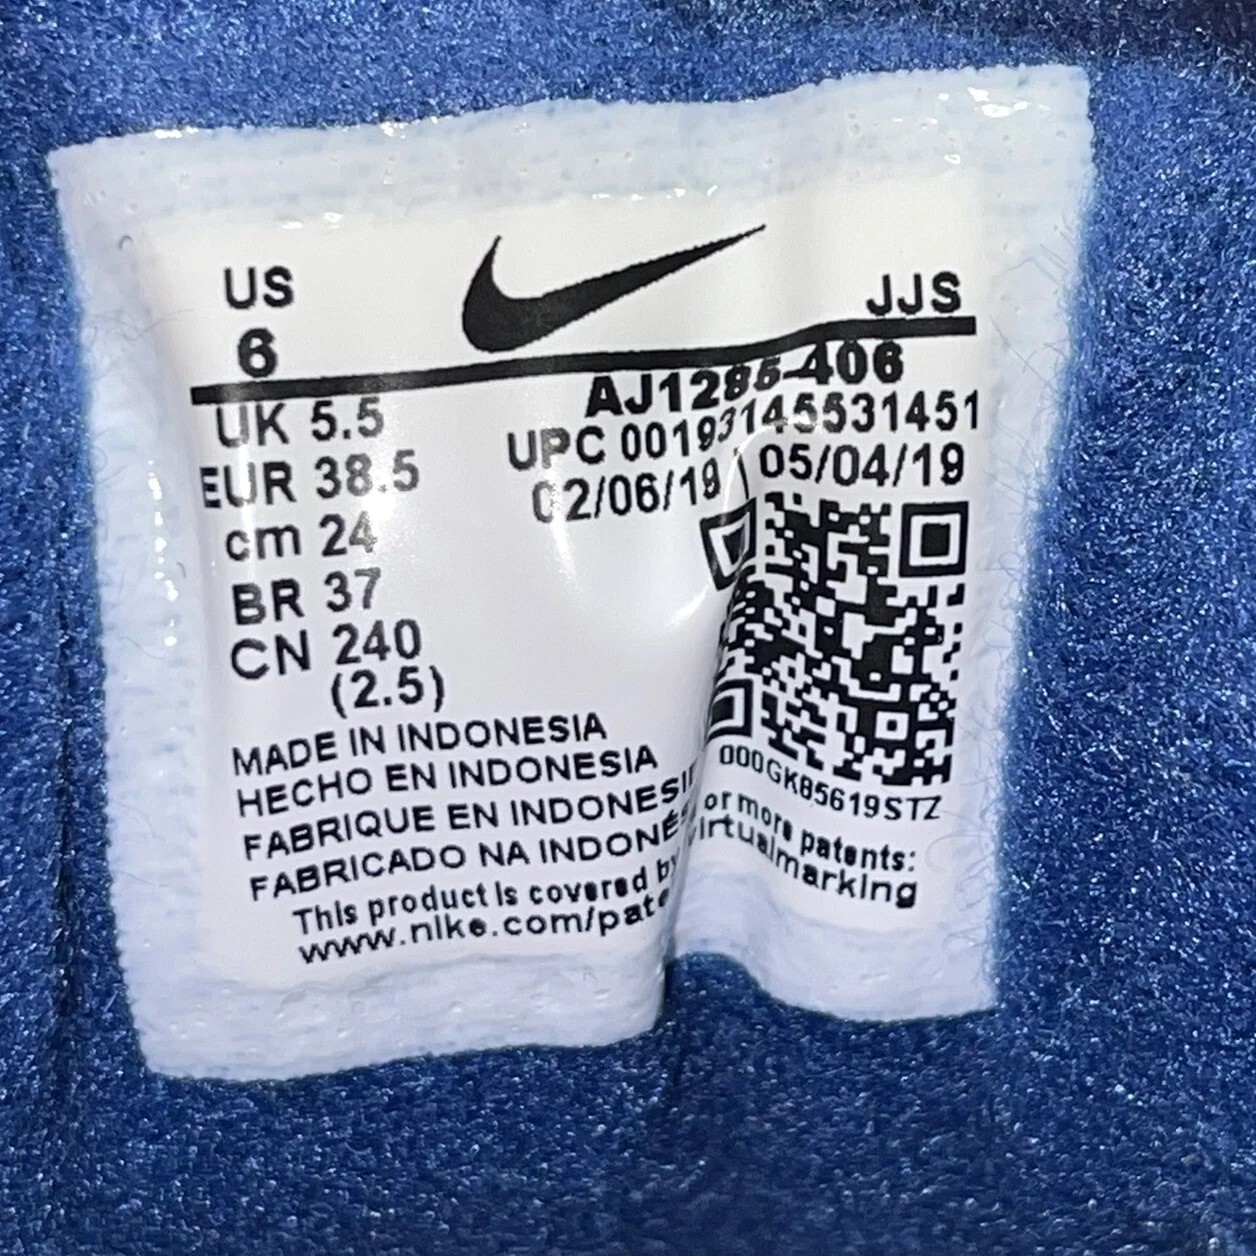 US
6
JJS
AJ1285-406
UPC 00193145531451
02/06/19 05/04/19
UK 5.5
EUR 38.5
cm 24
BR 37
CN 240
(2.5)
MADE IN INDONESIA
HECHO EN INDONESIA
FABRIQUE EN INDONESIE
FABRICADO NA INDONÉS
000GK85619STZ
This product is covered by or more patents:
www.nike.com/pate virtualmarking